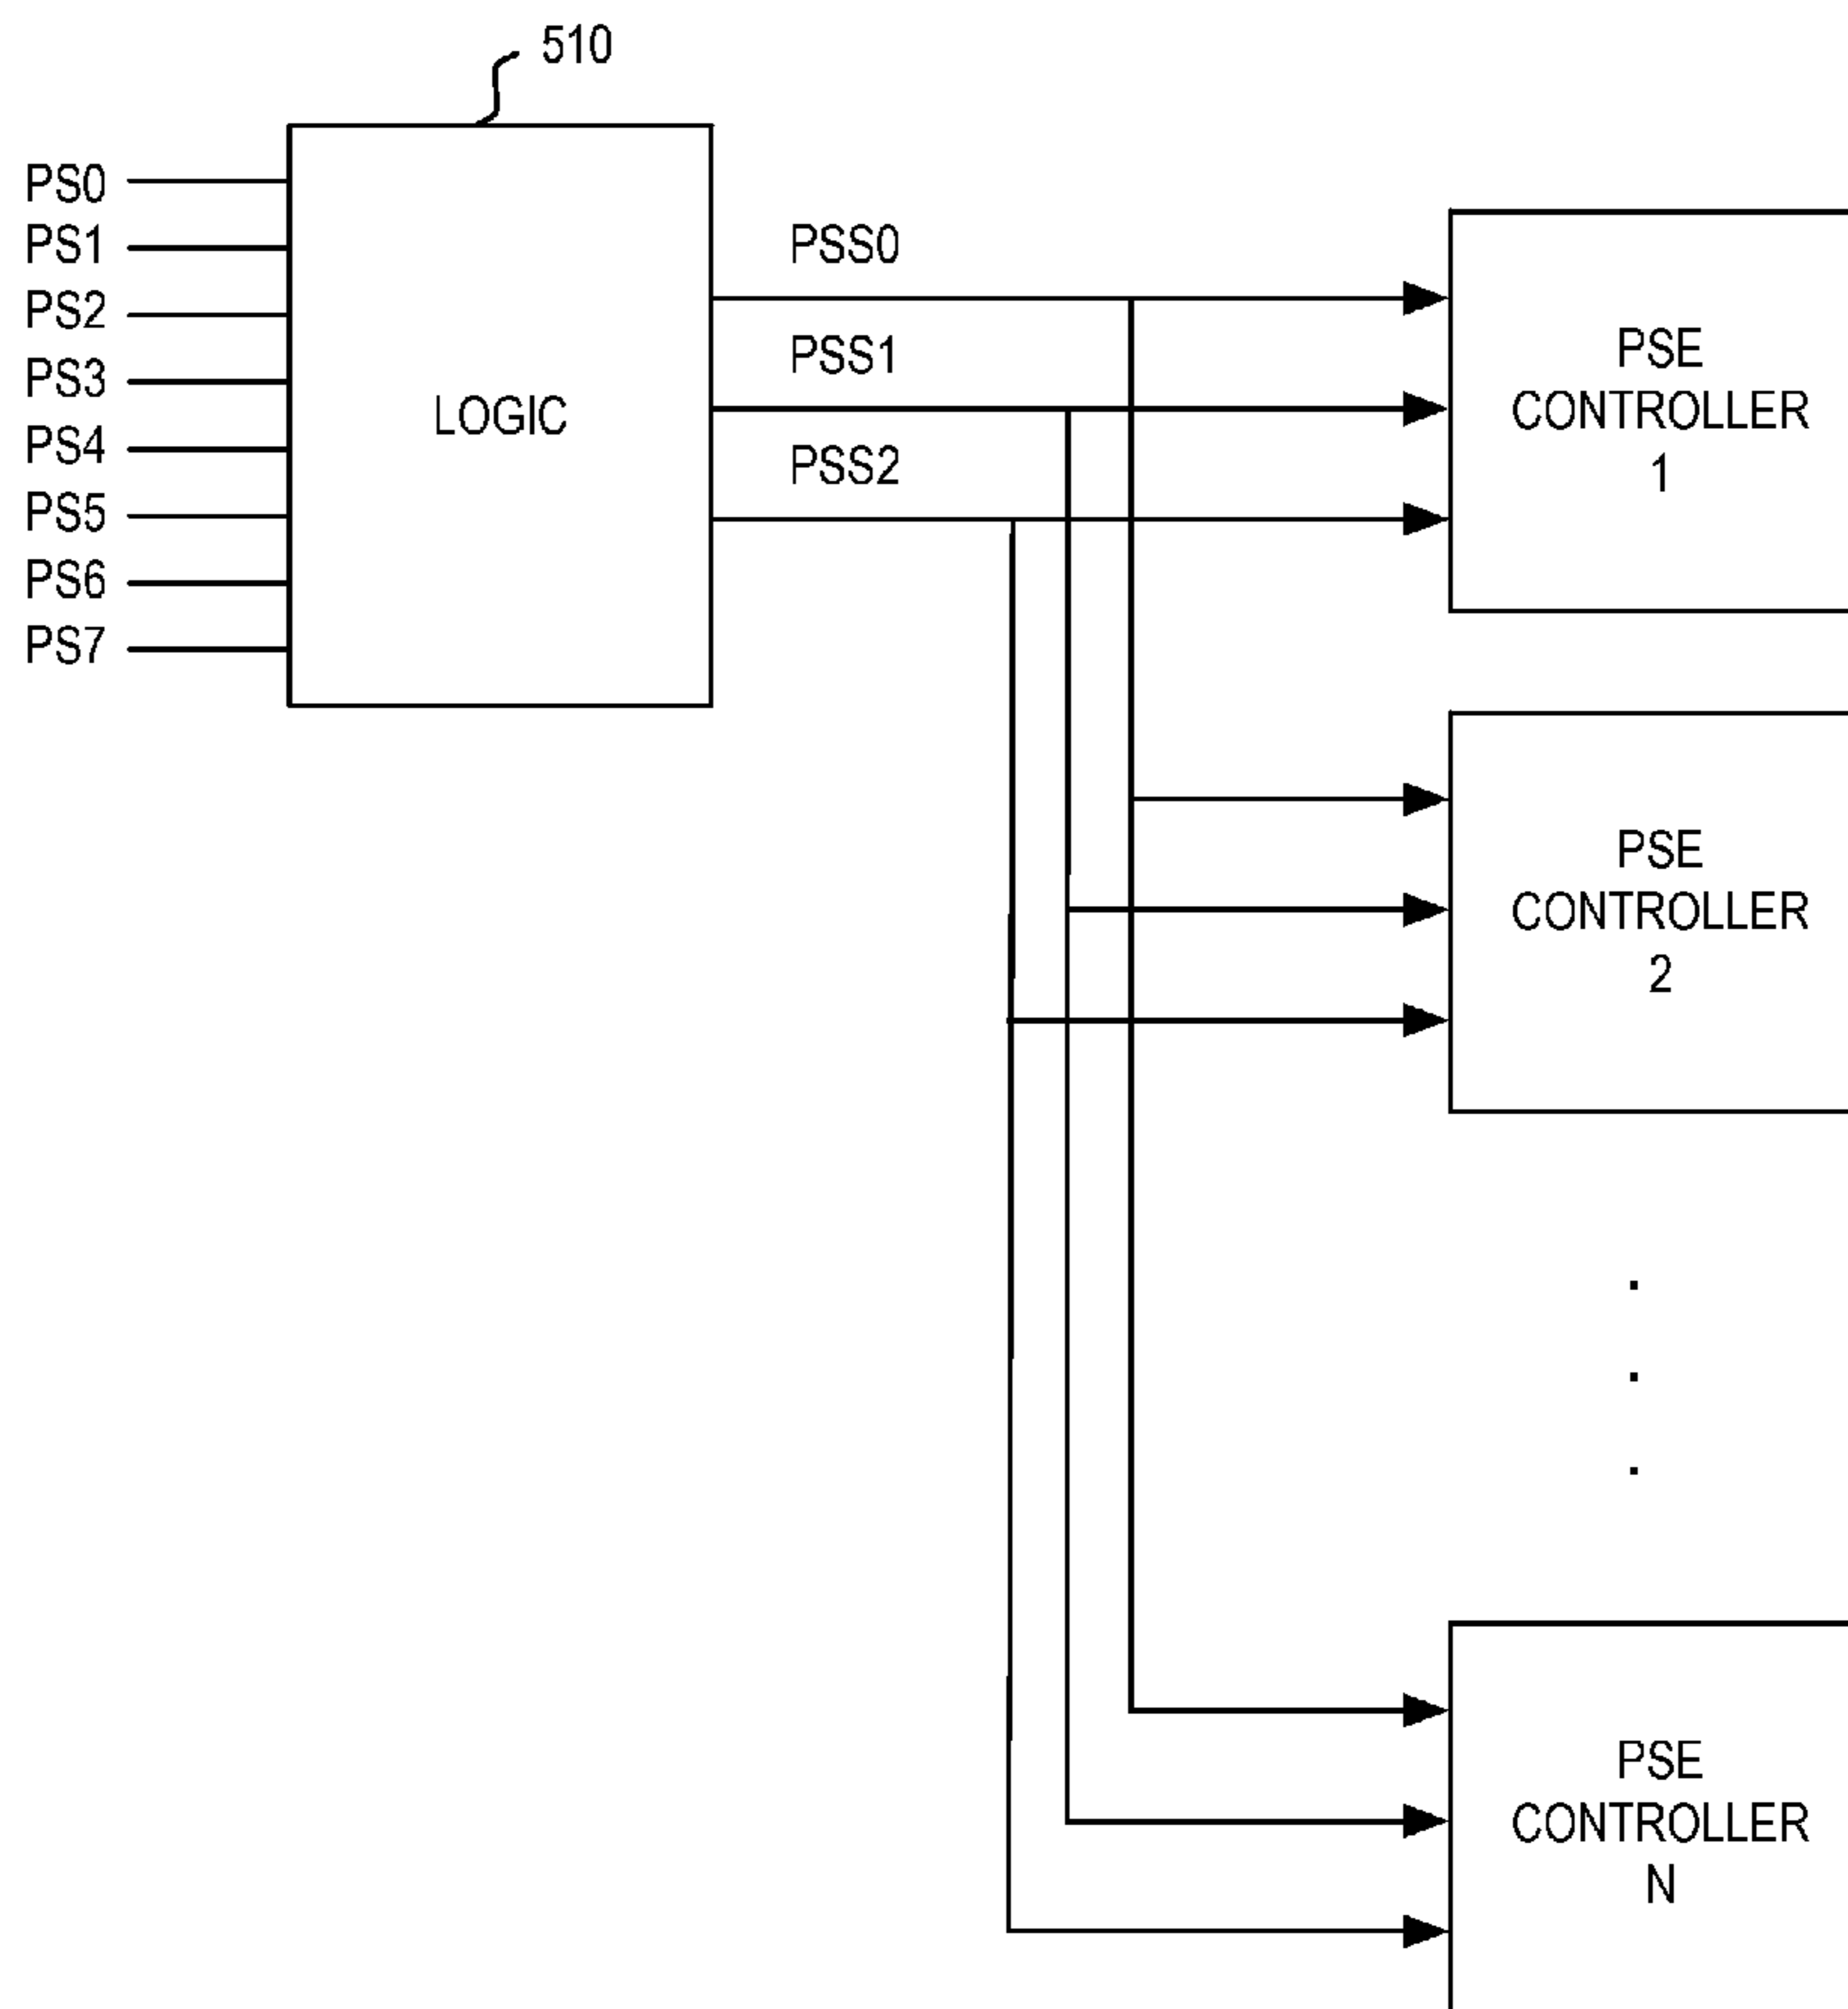 510
PS0
PS1
PS2
PS3
PS4
PS5
PS6
PS7
LOGIC
PSS0
PSS1
PSS2
PSE
CONTROLLER
1
PSE
CONTROLLER
2
PSE
CONTROLLER
N